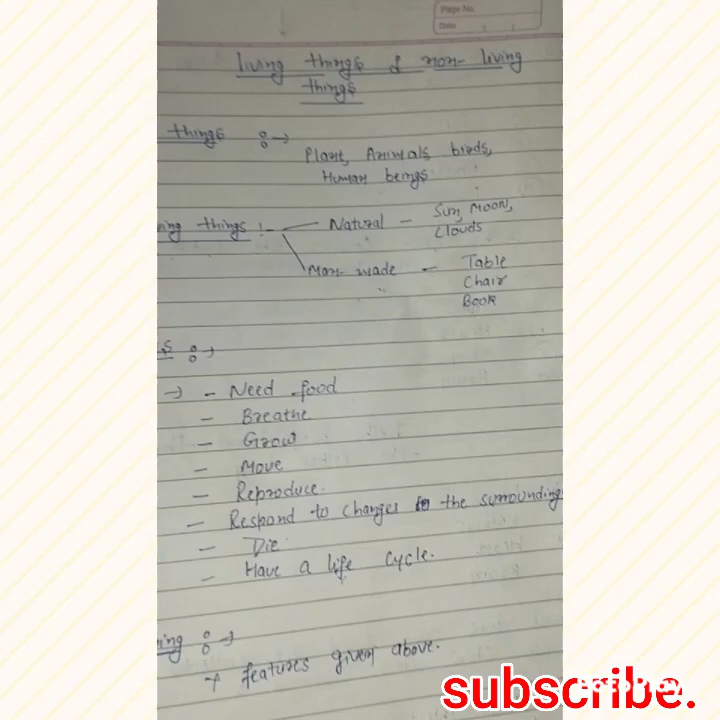 Page No.
Date
Living things & non-living
things
things :→
Plant, Animals, birds,
Human beings
ning things :- Natural - Sun, Moon,
Clouds
Man-made - Table
Chair
Book
s :→
→ - Need food
- Breathe
- Grow
- Move
- Reproduce.
- Respond to changes to the surrounding
- Die
- Have a life cycle.
ing :→
features given above.
subscribe.